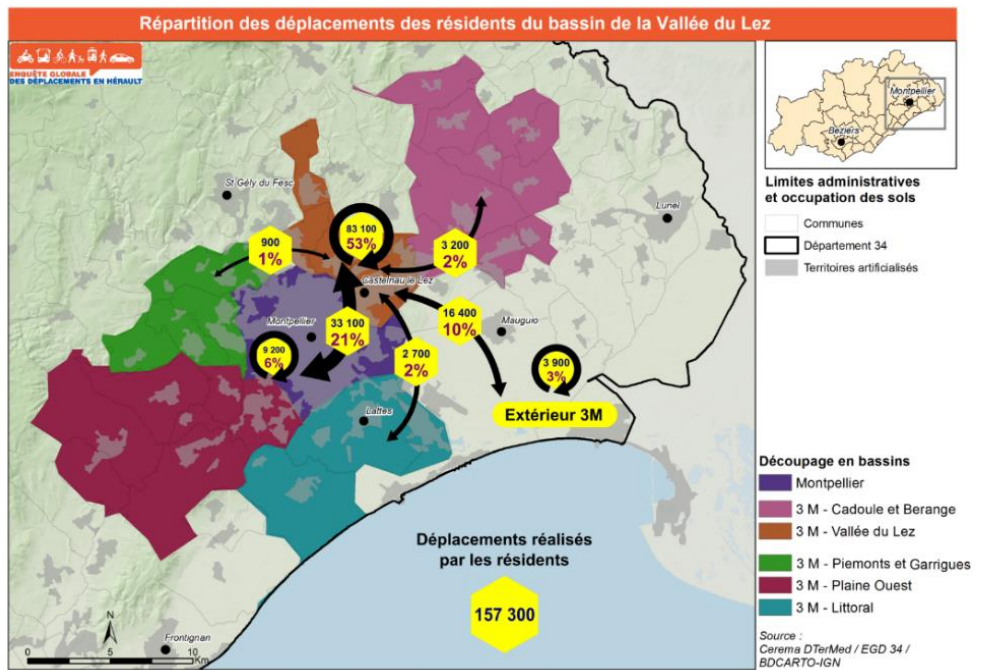 Répartition des déplacements des résidents du bassin de la Vallée du Lez
ENQUÊTE GLOBALE
DES DÉPLACEMENTS EN HÉRAULT
St Gély du Fesc
900
1%
83 100
53%
3 200
2%
Lunel
Castelnau le Lez
Montpellier
33 100
21%
16 400
10%
Mauguio
9 200
6%
2 700
2%
3 900
3%
Extérieur 3M
Lattes
Déplacements réalisés
par les résidents
157 300
N
Frontignan
0
5
10
Km
Montpellier
Béziers
Limites administratives
et occupation des sols
Communes
Département 34
Territoires artificialisés
Découpage en bassins
Montpellier
3 M - Cadoule et Berange
3 M - Vallée du Lez
3 M - Piemonts et Garrigues
3 M - Plaine Ouest
3 M - Littoral
Source :
Cerema DTerMed / EGD 34 /
BDCARTO-IGN